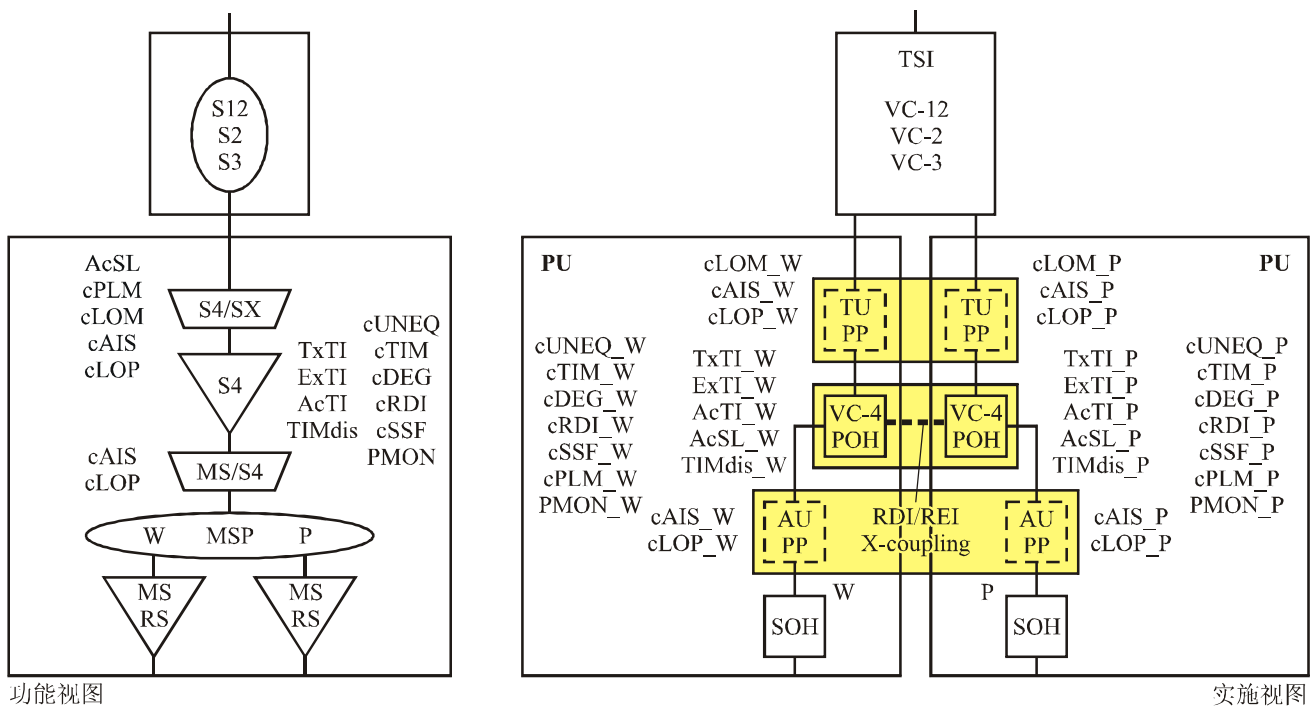 S12
S2
S3
AcSL
cPLM
cLOM
cAIS
cLOP
S4/SX
S4
TxTI
ExTI
AcTI
TIMdis
cUNEQ
cTIM
cDEG
cRDI
cSSF
PMON
cAIS
cLOP
MS/S4
W MSP P
MS
RS
MS
RS
功能视图
TSI
VC-12
VC-2
VC-3
PU
cLOM_W
cAIS_W
cLOP_W
TU
PP
TU
PP
cLOM_P
cAIS_P
cLOP_P
PU
cUNEQ_W
cTIM_W
cDEG_W
cRDI_W
cSSF_W
cPLM_W
PMON_W
TxTI_W
ExTI_W
AcTI_W
AcSL_W
TIMdis_W
VC-4
POH
VC-4
POH
TxTI_P
ExTI_P
AcTI_P
AcSL_P
TIMdis_P
cUNEQ_P
cTIM_P
cDEG_P
cRDI_P
cSSF_P
cPLM_P
PMON_P
cAIS_W
cLOP_W
AU
PP
RDI/REI
X-coupling
AU
PP
cAIS_P
cLOP_P
W
P
SOH
SOH
实施视图